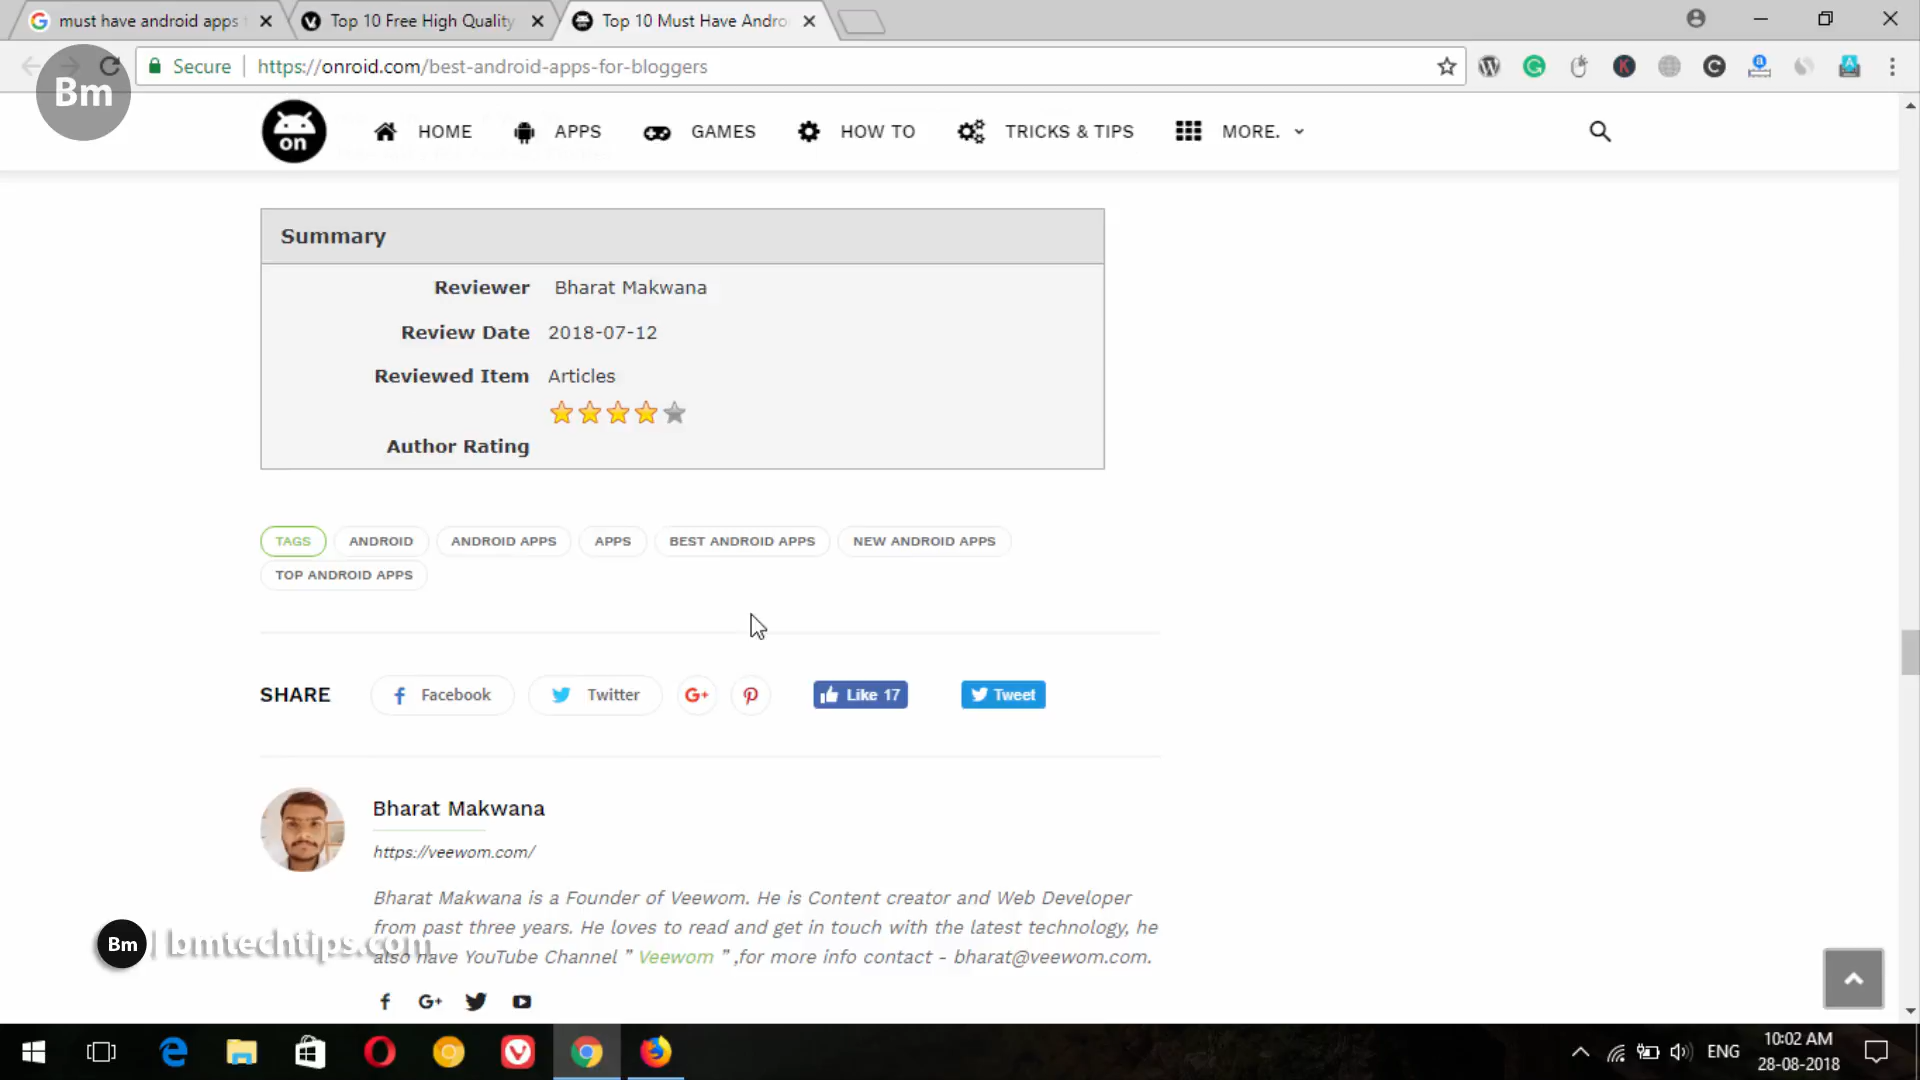 must have android apps
Top 10 Free High Quality
Top 10 Must Have Andro
Bm
Secure
https://onroid.com/best-android-apps-for-bloggers
on
HOME
APPS
GAMES
HOW TO
TRICKS & TIPS
MORE.
Summary
Reviewer Bharat Makwana
Review Date 2018-07-12
Reviewed Item Articles
Author Rating
TAGS ANDROID ANDROID APPS APPS BEST ANDROID APPS NEW ANDROID APPS
TOP ANDROID APPS
SHARE Facebook Twitter G+ Like 17 Tweet
Bharat Makwana
https://veewom.com/
Bharat Makwana is a Founder of Veewom. He is Content creator and Web Developer
from past three years. He loves to read and get in touch with the latest technology, he
also have YouTube Channel " Veewom " ,for more info contact - bharat@veewom.com.
Bm | bmtechtips.com
G+
ENG
10:02 AM
28-08-2018